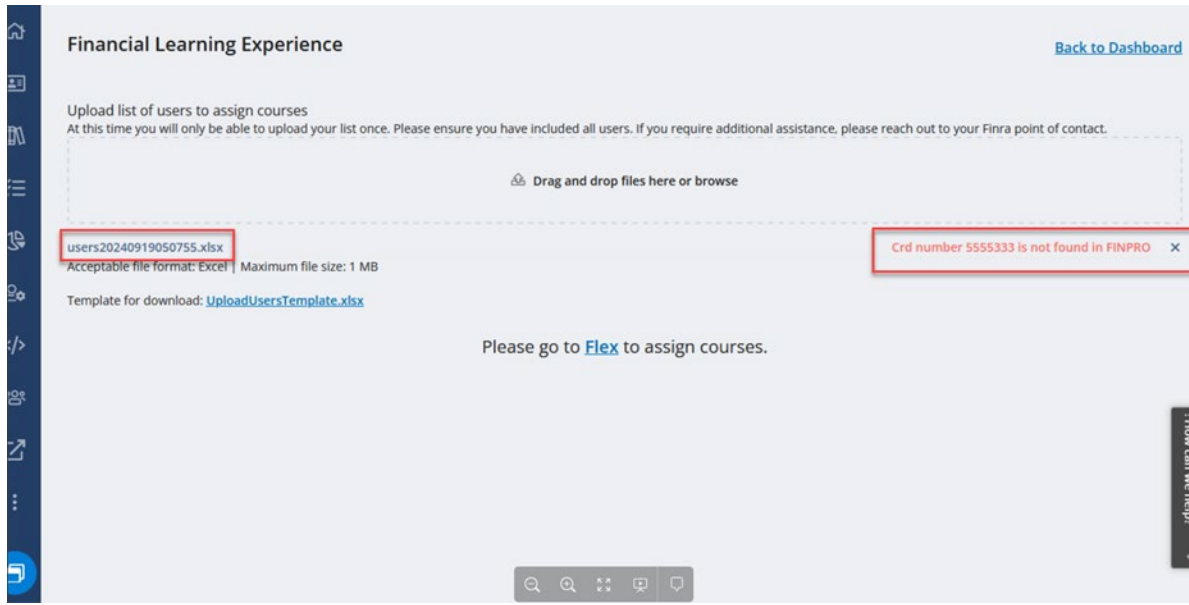 Financial Learning Experience
Back to Dashboard
Upload list of users to assign courses
At this time you will only be able to upload your list once. Please ensure you have included all users. If you require additional assistance, please reach out to your Finra point of contact.
Drag and drop files here or browse
users20240919050755.xlsx
Crd number 5555333 is not found in FINPRO
Acceptable file format: Excel | Maximum file size: 1 MB
Template for download: UploadUsersTemplate.xlsx
Please go to Flex to assign courses.
How can we help?